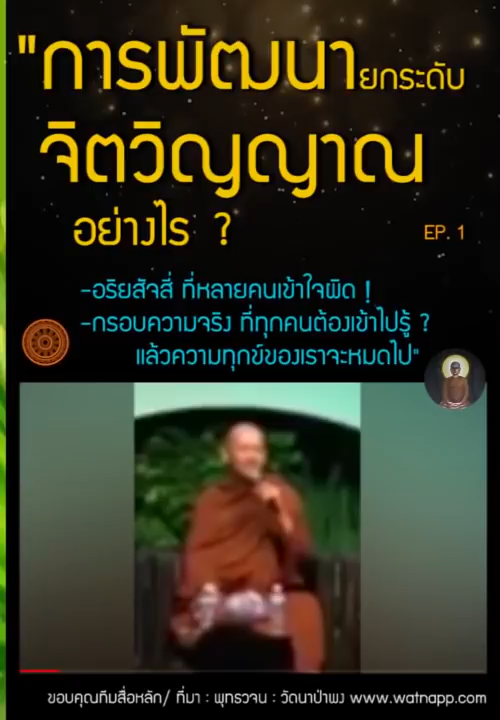 "การพัฒนายกระดับ
จิตวิญญาณ
อย่างไร ?
EP. 1
-อริยสัจสี่ ที่หลายคนเข้าใจผิด !
-กรอบความจริง ที่ทุกคนต้องเข้าไปรู้ ?
แล้วความทุกข์ของเราจะหมดไป"
ขอบคุณทีมสื่อหลัก/ ที่มา : พุทธวจน : วัดนาป่าพง www.watnapp.com